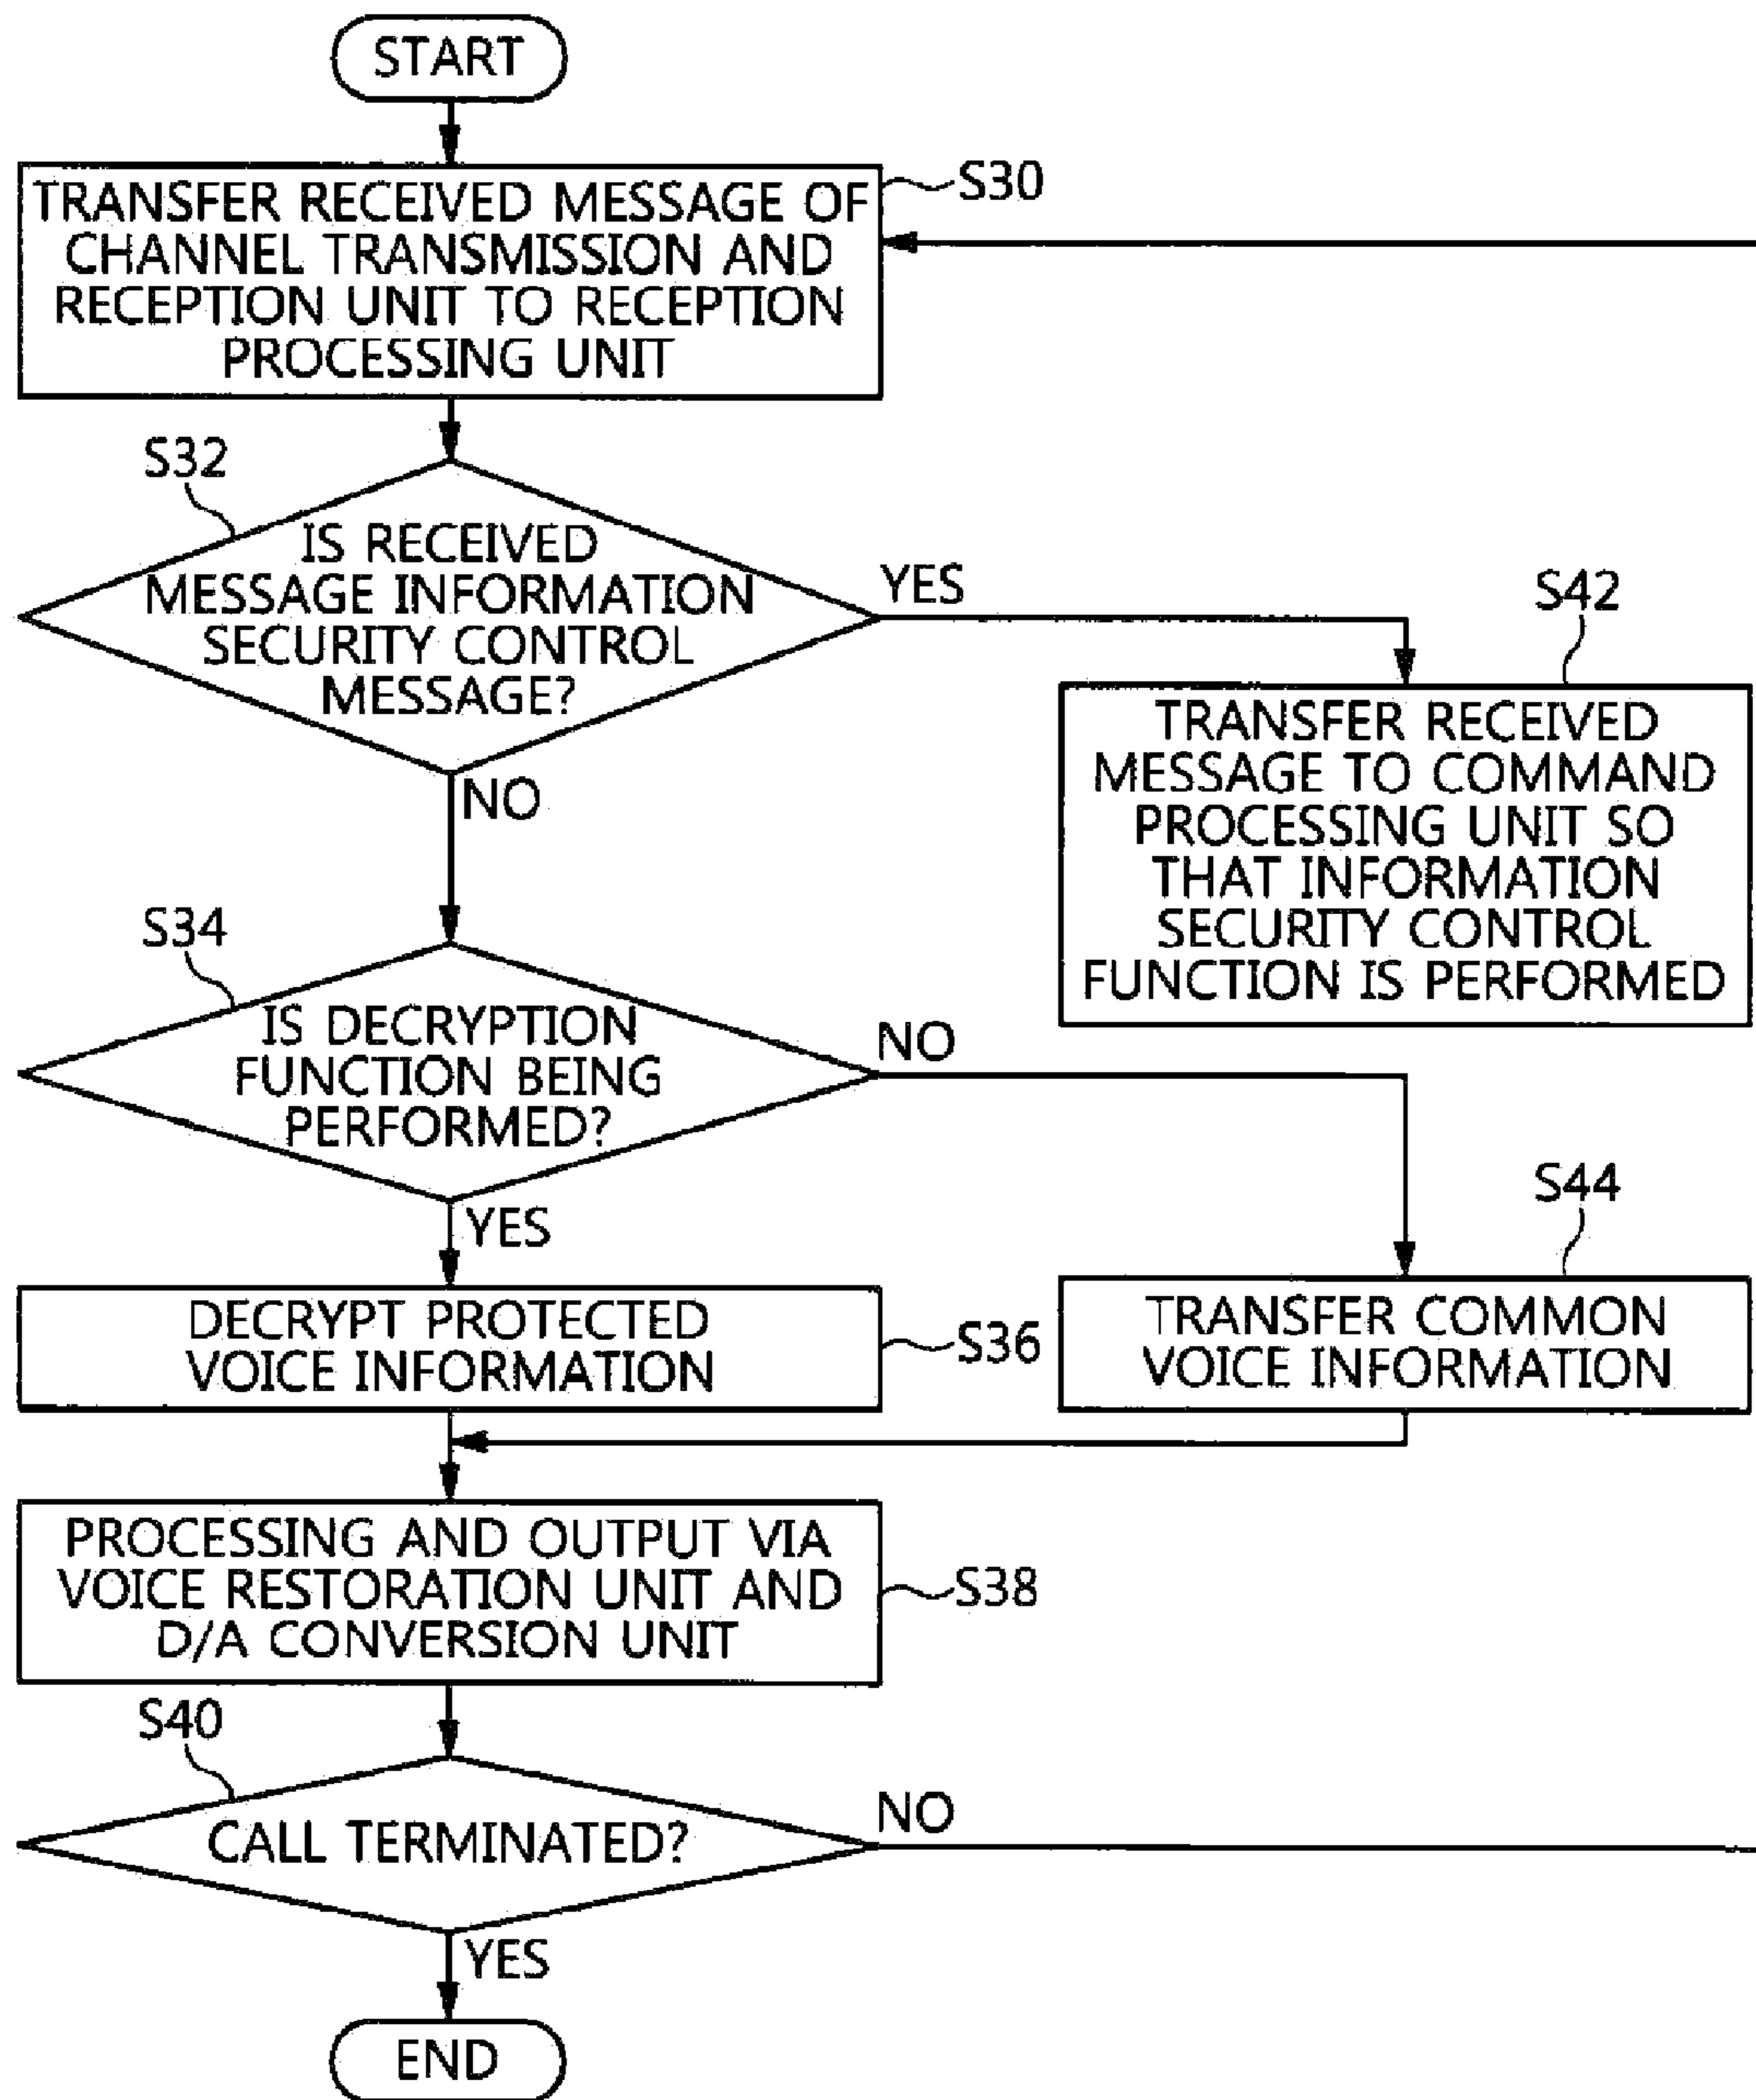 START
TRANSFER RECEIVED MESSAGE OF
CHANNEL TRANSMISSION AND
RECEPTION UNIT TO RECEPTION
PROCESSING UNIT
S30
S32
IS RECEIVED
MESSAGE INFORMATION
SECURITY CONTROL
MESSAGE?
YES
NO
S42
TRANSFER RECEIVED
MESSAGE TO COMMAND
PROCESSING UNIT SO
THAT INFORMATION
SECURITY CONTROL
FUNCTION IS PERFORMED
S34
IS DECRYPTION
FUNCTION BEING
PERFORMED?
NO
YES
S44
TRANSFER COMMON
VOICE INFORMATION
DECRYPT PROTECTED
VOICE INFORMATION
S36
PROCESSING AND OUTPUT VIA
VOICE RESTORATION UNIT AND
D/A CONVERSION UNIT
S38
S40
CALL TERMINATED?
NO
YES
END